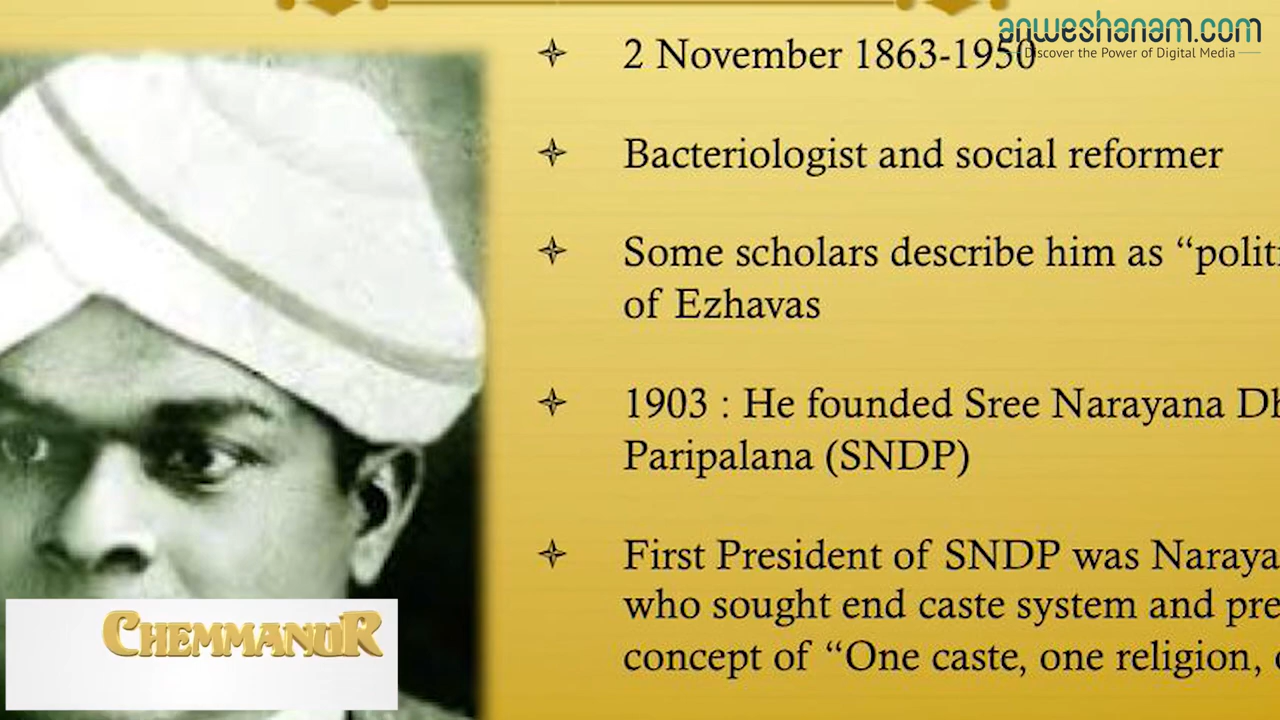 anweshanam.com
Discover the Power of Digital Media
2 November 1863-1950
Bacteriologist and social reformer
Some scholars describe him as “polit
of Ezhavas
1903 : He founded Sree Narayana Dh
Paripalana (SNDP)
First President of SNDP was Naraya
who sought end caste system and pre
concept of “One caste, one religion,
CHEMMANUR